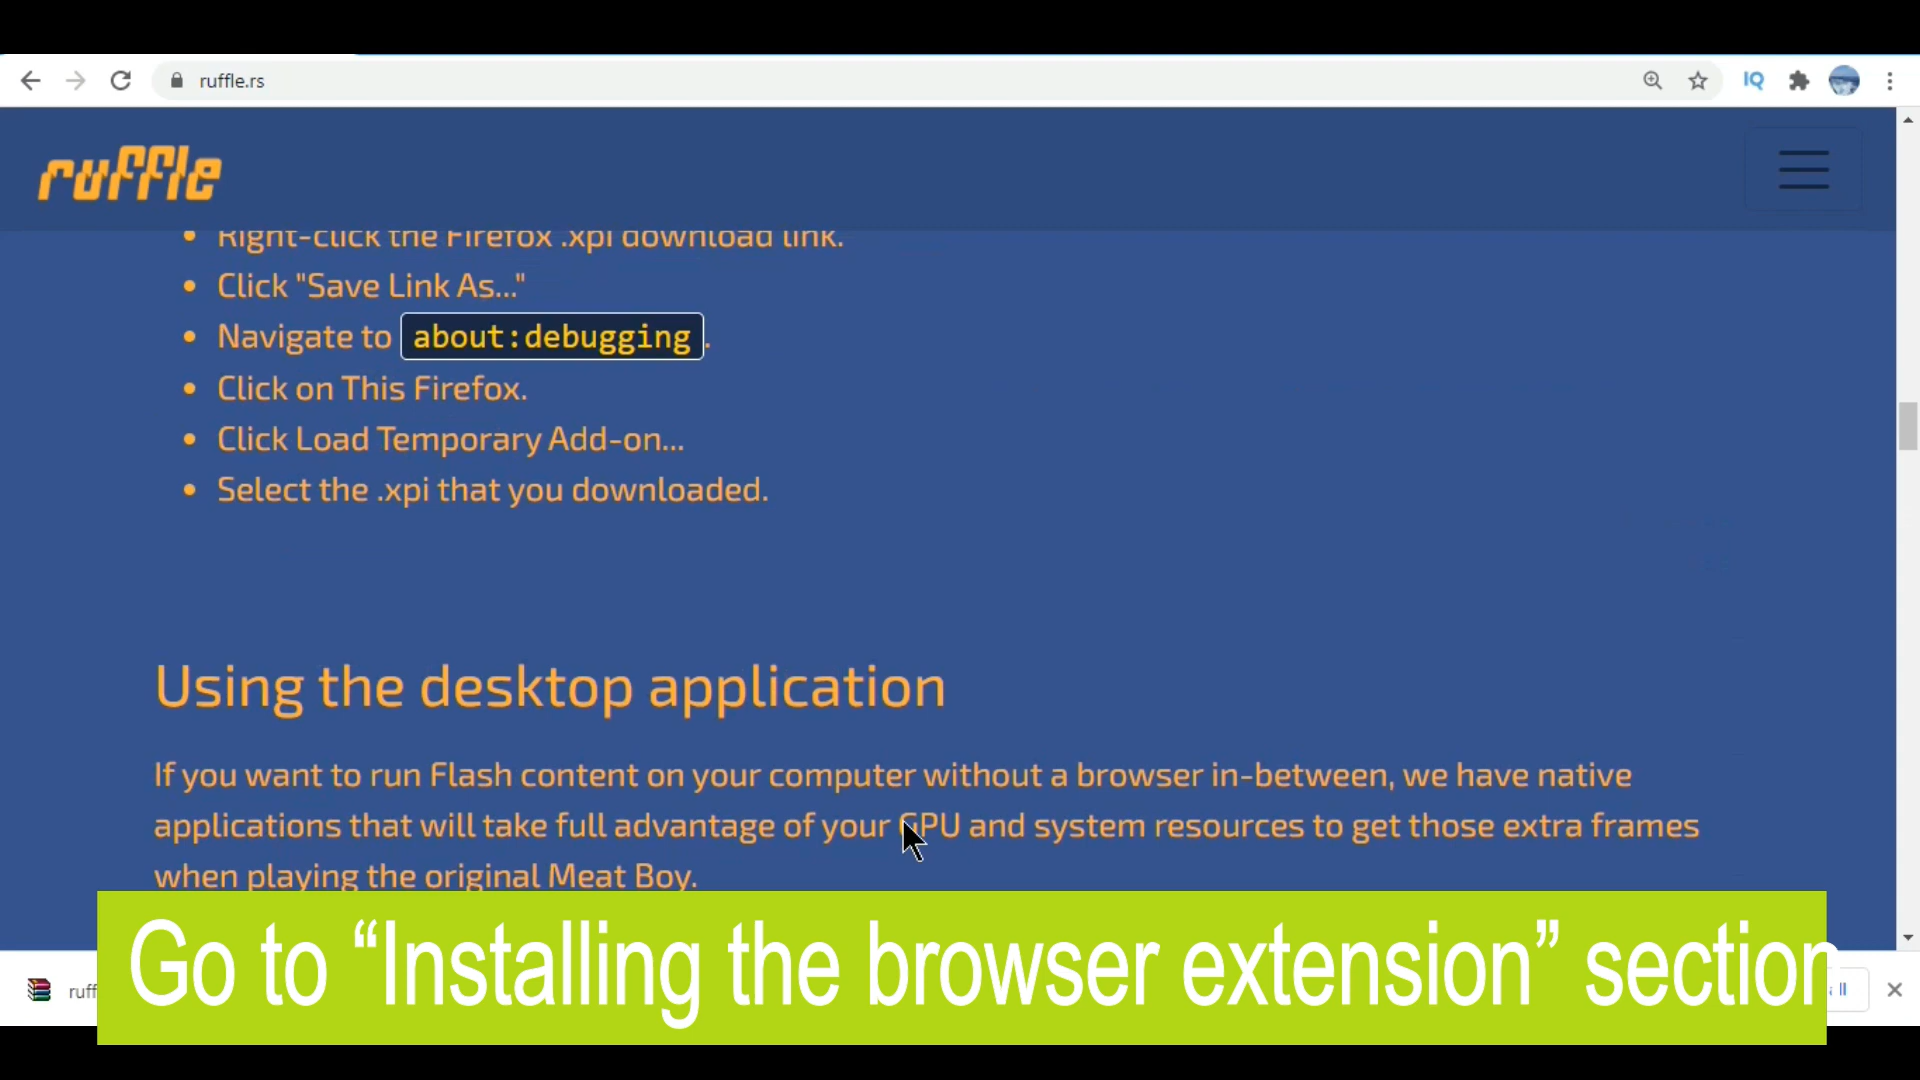 ruffle.rs
IQ
ruffle
Right-click the Firefox .xpi download link.
Click "Save Link As..."
Navigate to about:debugging.
Click on This Firefox.
Click Load Temporary Add-on...
Select the .xpi that you downloaded.
Using the desktop application
If you want to run Flash content on your computer without a browser in-between, we have native
applications that will take full advantage of your GPU and system resources to get those extra frames
when playing the original Meat Boy.
Go to “Installing the browser extension” section
ruff